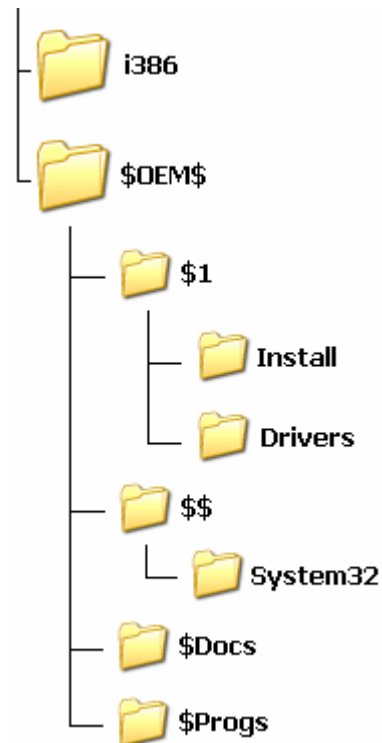 i386
$OEM$
$1
Install
Drivers
$$
System32
$Docs
$Progs